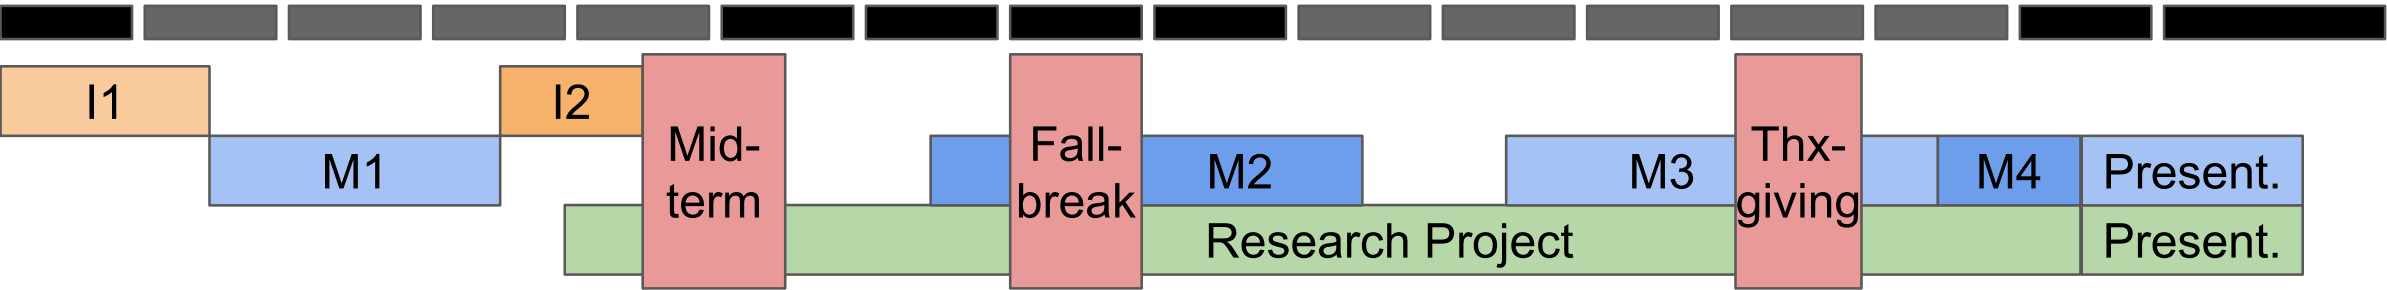 I1
M1
I2
Mid-
term
Fall-
break
M2
M3
Thx-
giving
M4
Present.
Research Project
Present.